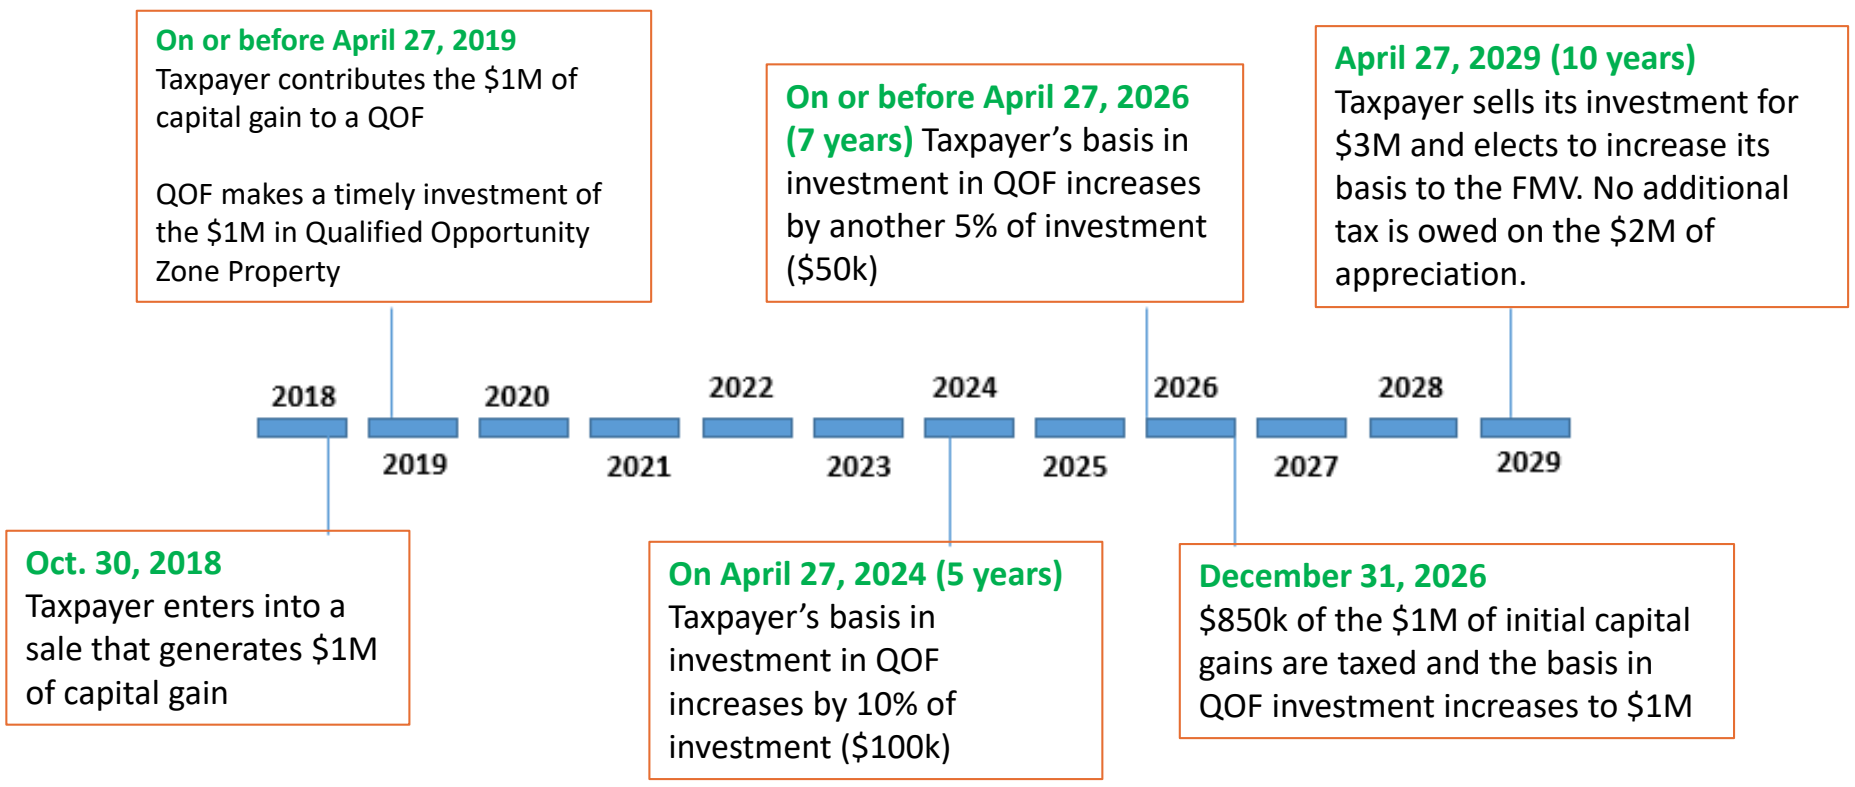 On or before April 27, 2019
Taxpayer contributes the $1M of
capital gain to a QOF
QOF makes a timely investment of
the $1M in Qualified Opportunity
Zone Property
On or before April 27, 2026
(7 years) Taxpayer’s basis in
investment in QOF increases
by another 5% of investment
($50k)
April 27, 2029 (10 years)
Taxpayer sells its investment for
$3M and elects to increase its
basis to the FMV. No additional
tax is owed on the $2M of
appreciation.
2018
2019
2020
2021
2022
2023
2024
2025
2026
2027
2028
2029
Oct. 30, 2018
Taxpayer enters into a
sale that generates $1M
of capital gain
On April 27, 2024 (5 years)
Taxpayer’s basis in
investment in QOF
increases by 10% of
investment ($100k)
December 31, 2026
$850k of the $1M of initial capital
gains are taxed and the basis in
QOF investment increases to $1M